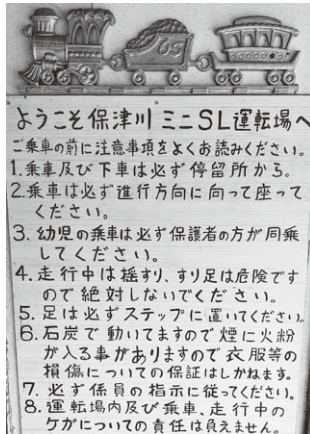 05
ようこそ保津川ミニSL運転場へ
ご乗車の前に注意事項をよくお読みください。
1.乗車及び下車は必ず停留所から。
2.乗車は必ず進行方向に向って座って
ください。
3.幼児の乗車は必ず保護者の方が同乗
してください。
4.走行中は揺すり、すり足は危険です
ので絶対しないでください。
5.足は必ずステップに置いてください。
6.石炭で動いてますので煙に火粉
が入る事がありますので衣服等の
損傷についての保証はしかねます。
7.必ず係員の指示に従ってください。
8.運転場内及び乗車、走行中の
ケガについての責任は負えません。